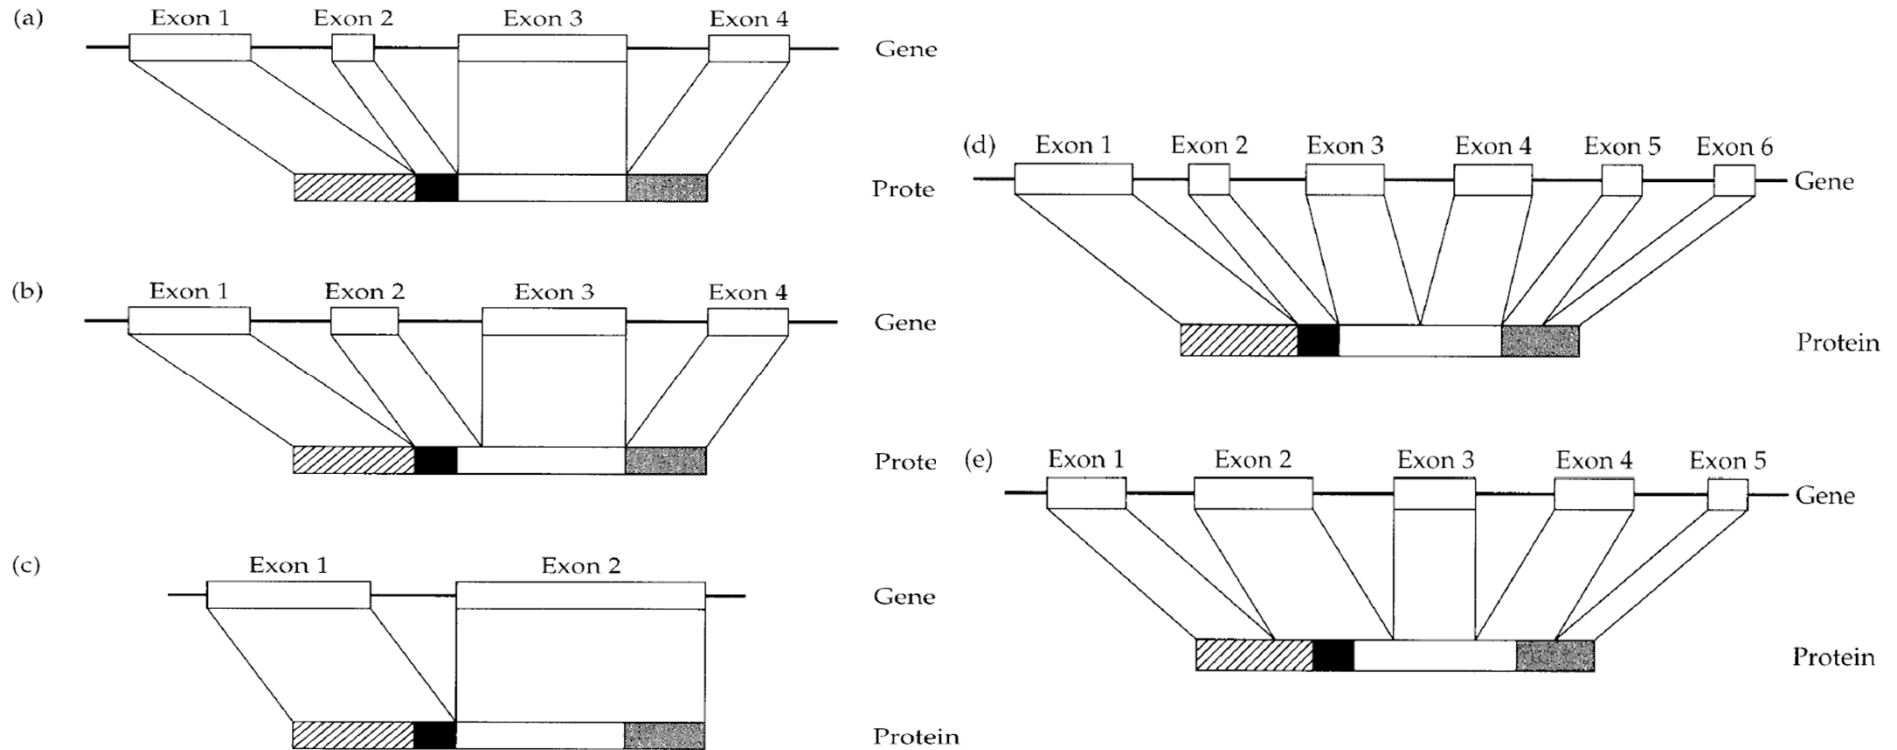 (a) Exon 1 Exon 2 Exon 3 Exon 4
Gene
Prote
(b) Exon 1 Exon 2 Exon 3 Exon 4
Gene
Prote
(c) Exon 1 Exon 2
Gene
Protein
(d) Exon 1 Exon 2 Exon 3 Exon 4 Exon 5 Exon 6
Gene
Protein
(e) Exon 1 Exon 2 Exon 3 Exon 4 Exon 5
Gene
Protein